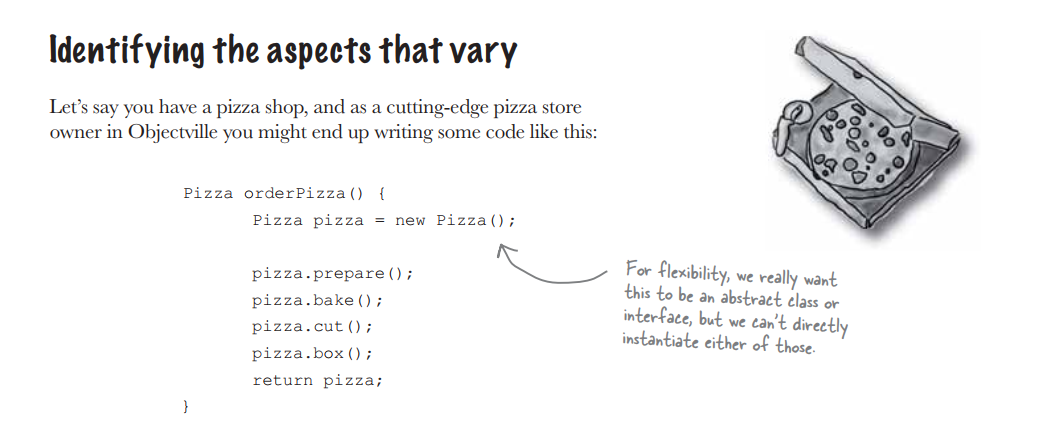 Identifying the aspects that vary
Let's say you have a pizza shop, and as a cutting-edge pizza store
owner in Objectville you might end up writing some code like this:
Pizza orderPizza() {
Pizza pizza = new Pizza();
pizza.prepare();
pizza.bake();
pizza.cut();
pizza.box();
return pizza;
}
For flexibility, we really want
this to be an abstract class or
interface, but we can't directly
instantiate either of those.